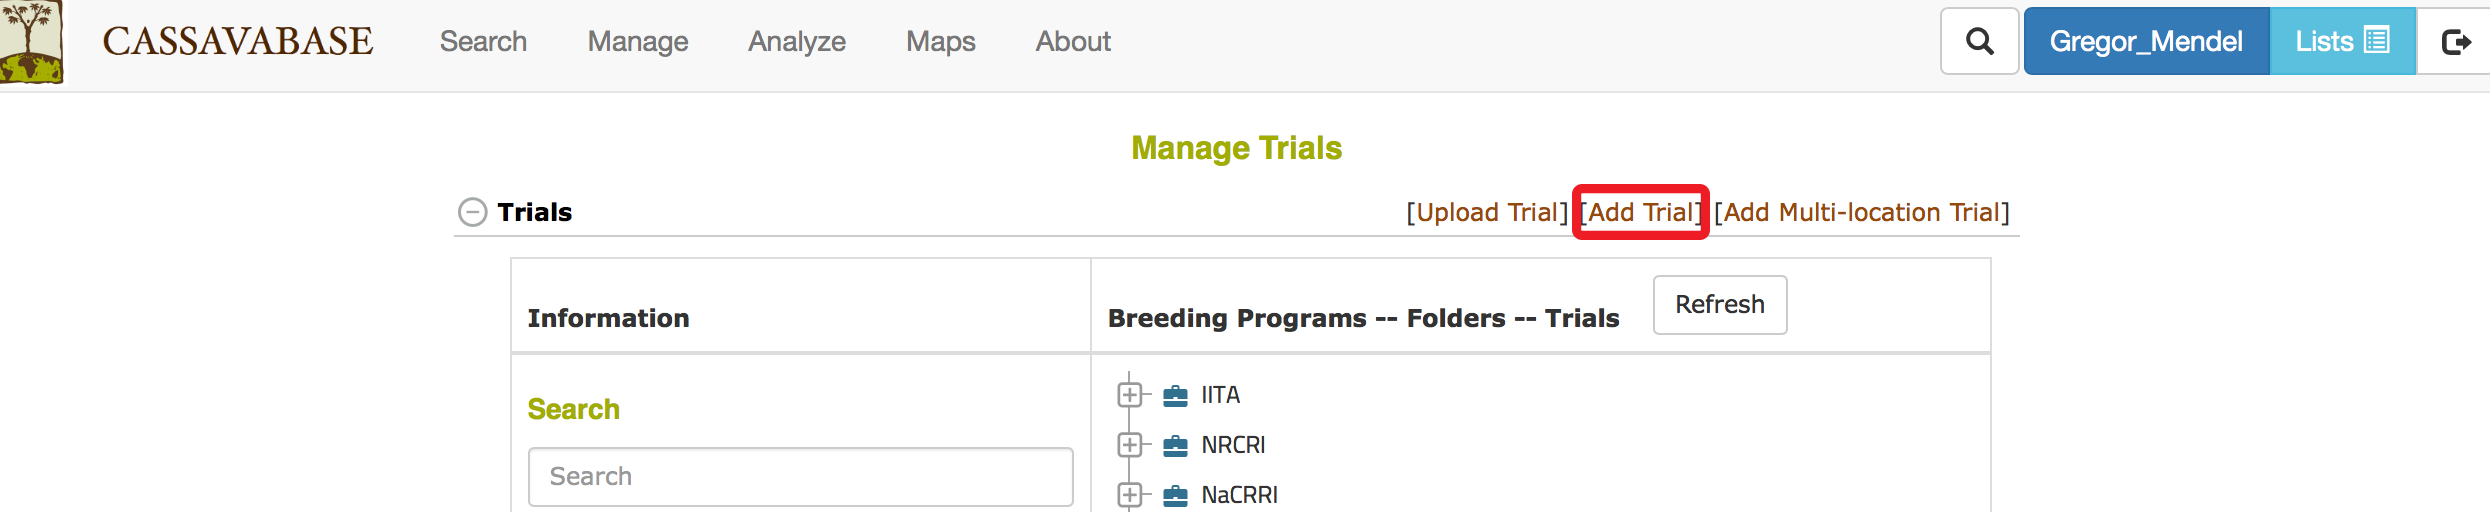 CASSAVABASE Search Manage Analyze Maps About Gregor_Mendel Lists
Manage Trials
Trials [Upload Trial] [Add Trial] [Add Multi-location Trial]
Information Breeding Programs -- Folders -- Trials Refresh
Search
Search
IITA
NRCRI
NaCRRI